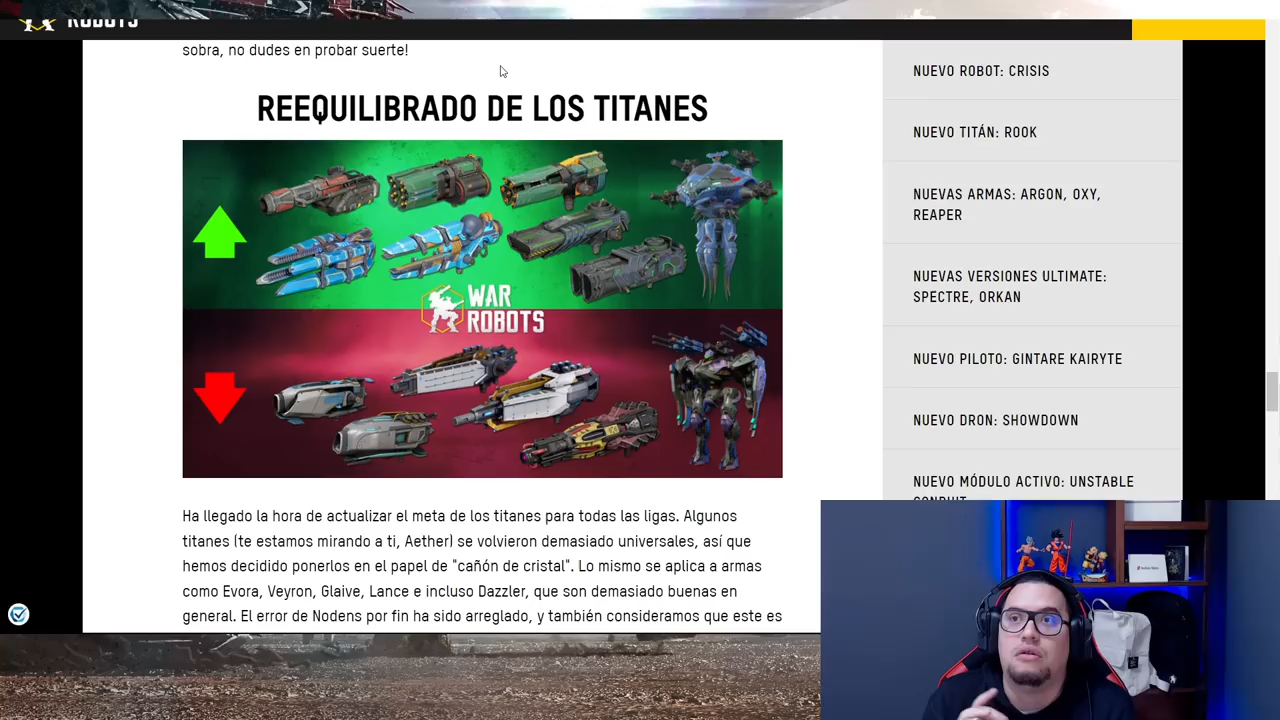 ROBOTS
sobra, no dudes en probar suerte!
REEQUILIBRADO DE LOS TITANES
WAR
ROBOTS
Ha llegado la hora de actualizar el meta de los titanes para todas las ligas. Algunos
titanes (te estamos mirando a ti, Aether) se volvieron demasiado universales, así que
hemos decidido ponerlos en el papel de "cañón de cristal". Lo mismo se aplica a armas
como Evora, Veyron, Glaive, Lance e incluso Dazzler, que son demasiado buenas en
general. El error de Nodens por fin ha sido arreglado, y también consideramos que este es
NUEVO ROBOT: CRISIS
NUEVO TITÁN: ROOK
NUEVAS ARMAS: ARGON, OXY,
REAPER
NUEVAS VERSIONES ULTIMATE:
SPECTRE, ORKAN
NUEVO PILOTO: GINTARE KAIRYTE
NUEVO DRON: SHOWDOWN
NUEVO MÓDULO ACTIVO: UNSTABLE
CONDUIT